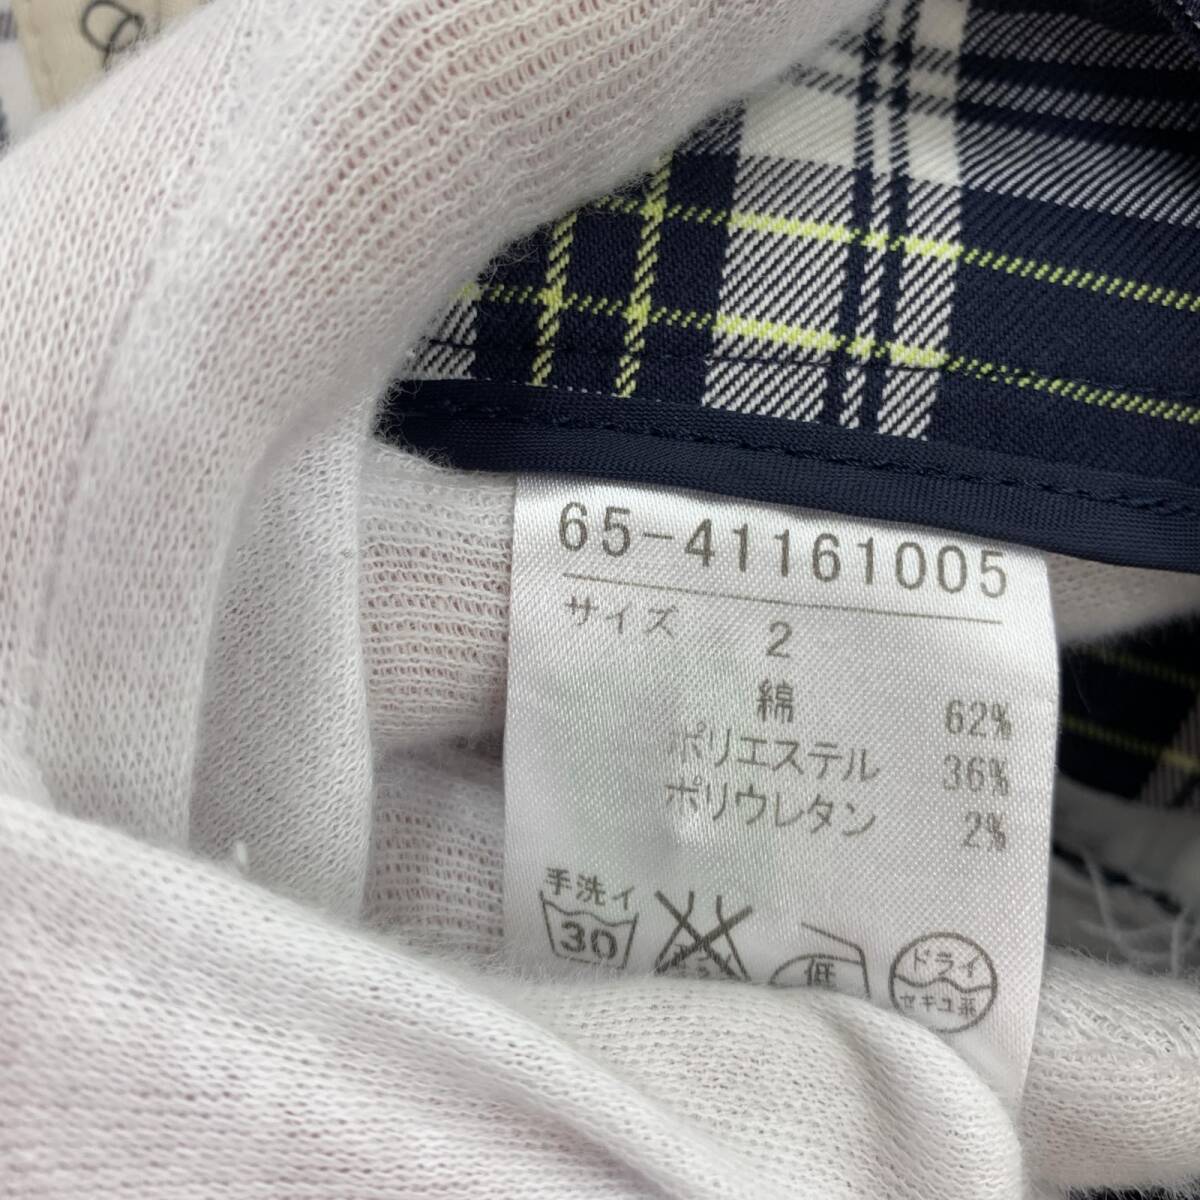 65-41161005
サイズ 2
綿 62%
ポリエステル 36%
ポリウレタン 2%
手洗イ
30
低
ドライ
セキユ系